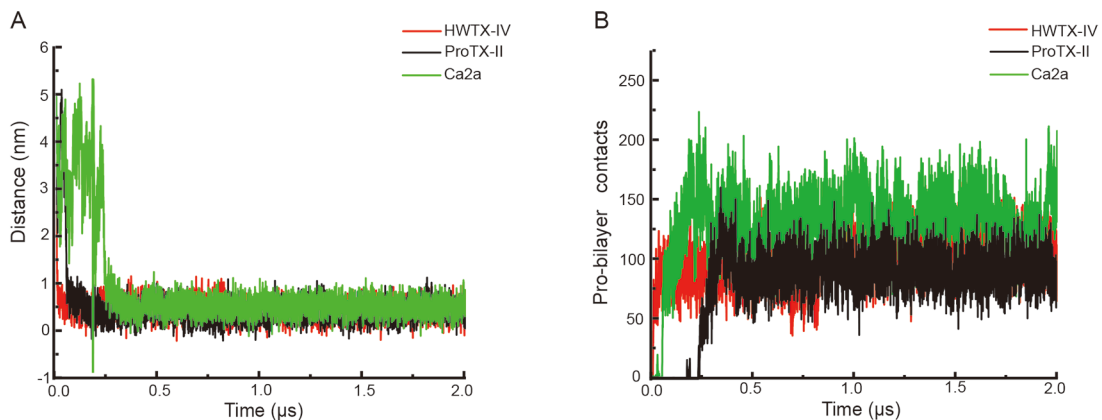 A
HWTX-IV
ProTX-II
Ca2a
6
5
4
3
2
1
0
-1
Distance (nm)
0.0
0.5
1.0
1.5
2.0
Time (µs)
B
HWTX-IV
ProTX-II
Ca2a
250
200
150
100
50
0
Pro-bilayer contacts
0.0
0.5
1.0
1.5
2.0
Time (µs)